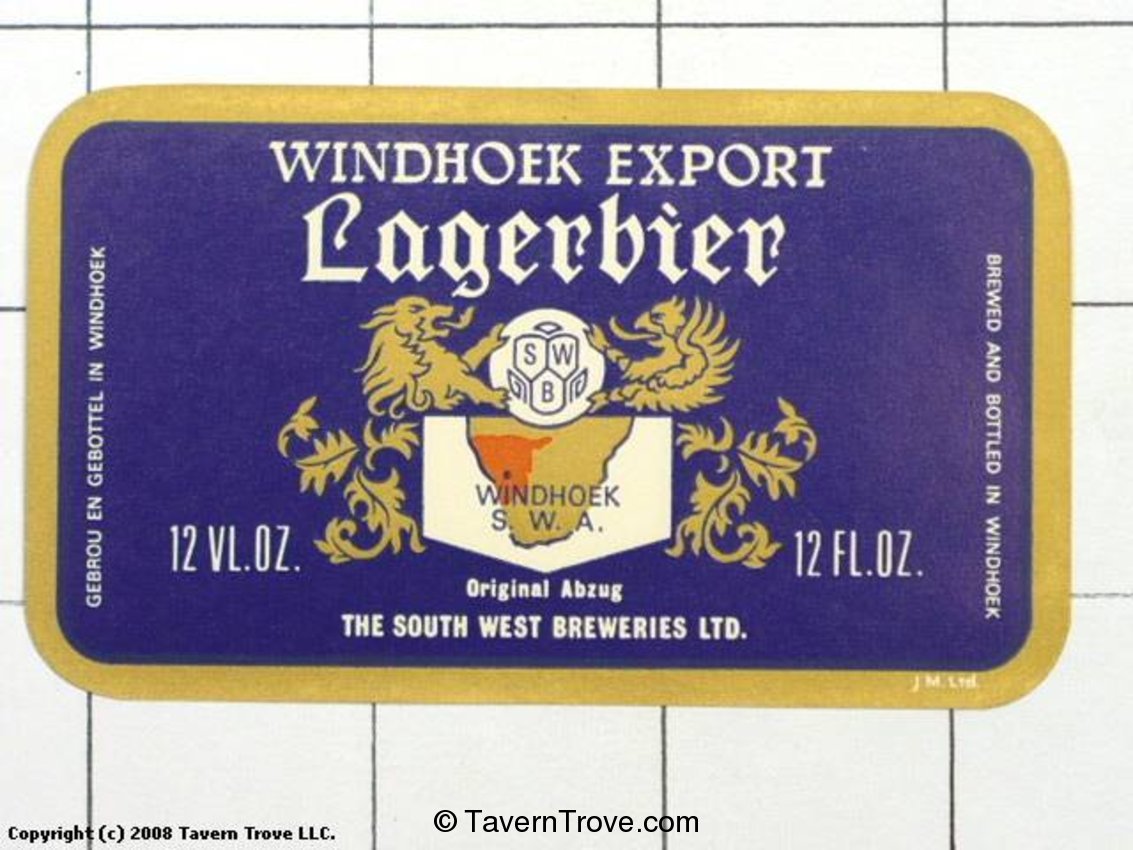 WINDHOEK EXPORT
Lagerbier
GEBROU EN GEBOTTEL IN WINDHOEK
BREWED AND BOTTLED IN WINDHOEK
S W
B
WINDHOEK
S. W. A.
12 VL.OZ.
12 FL.OZ.
Original Abzug
THE SOUTH WEST BREWERIES LTD.
J M. Ltd.
© TavernTrove.com
Copyright (c) 2008 Tavern Trove LLC.